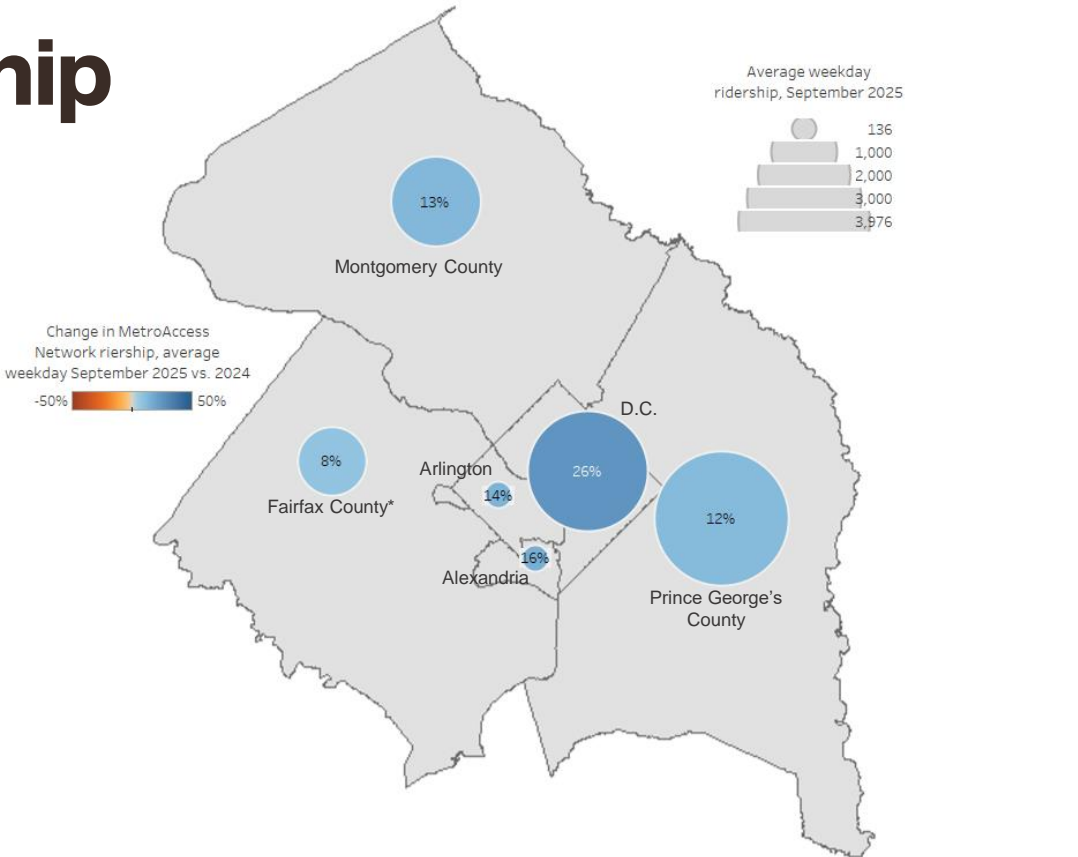 hip
Average weekday
ridership, September 2025
136
1,000
2,000
3,000
3,976
13%
Montgomery County
Change in MetroAccess
Network riership, average
weekday September 2025 vs. 2024
-50% 50%
D.C.
26%
8%
Fairfax County*
Arlington
14%
12%
16%
Alexandria
Prince George's
County